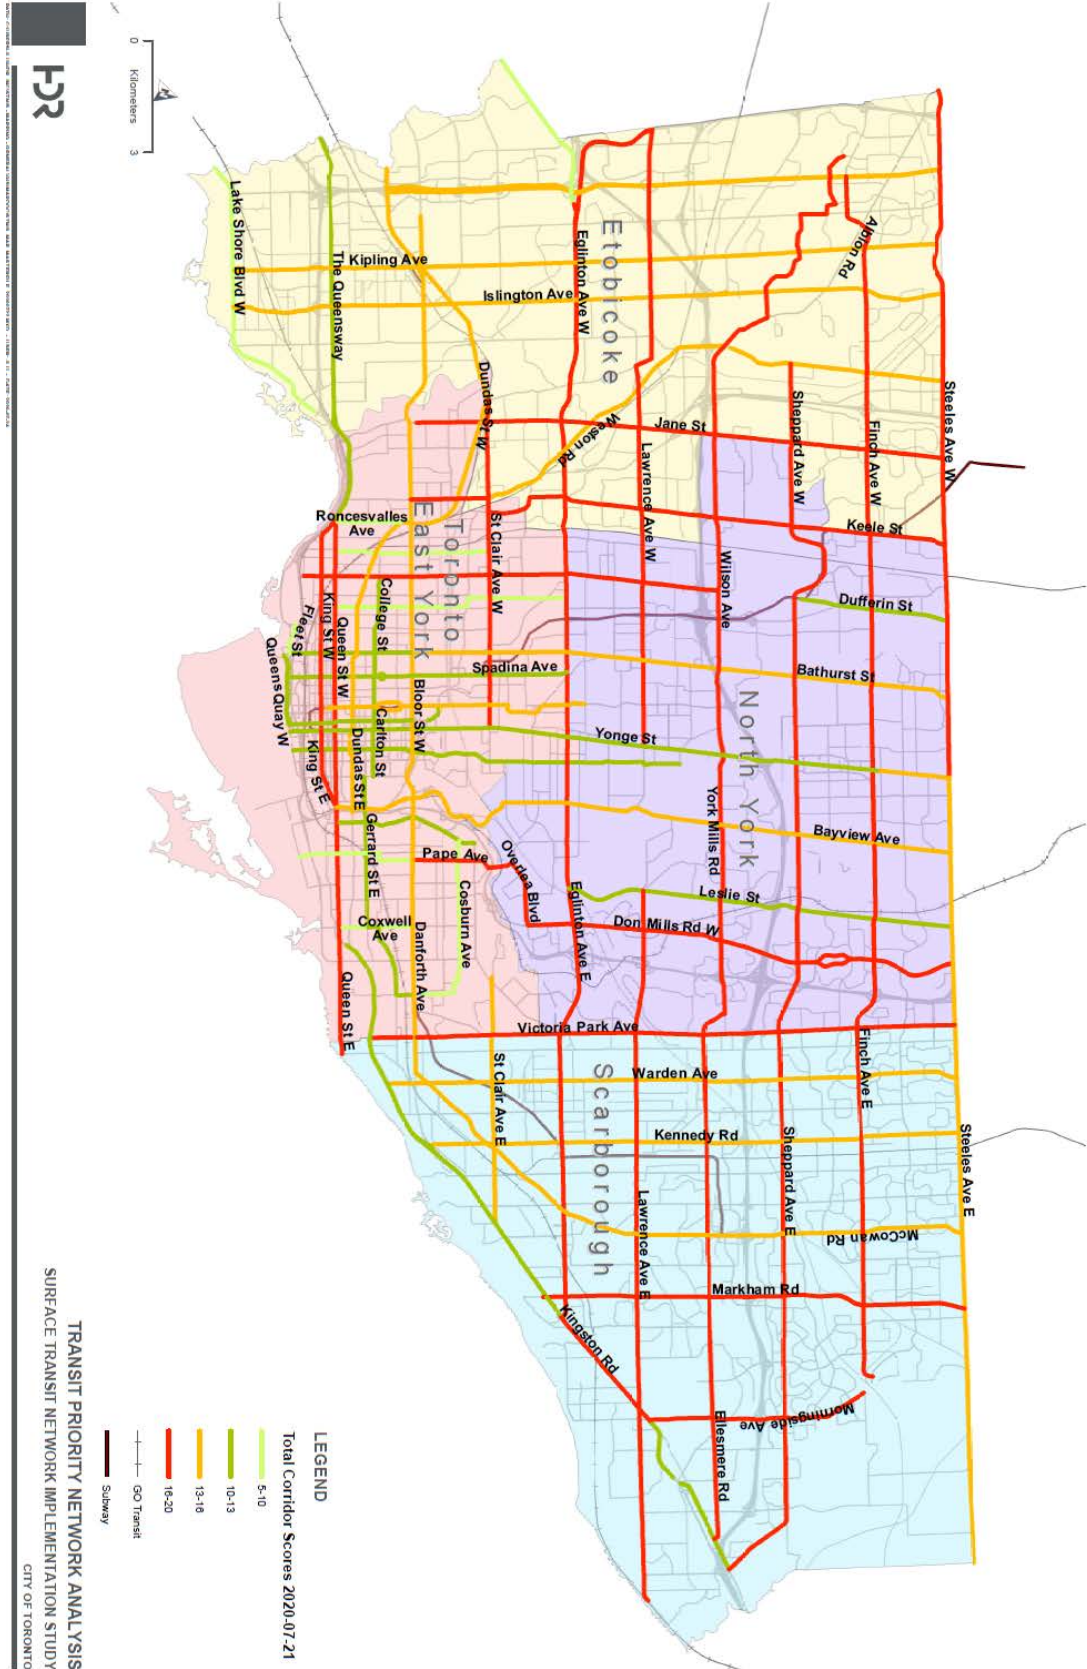 Steeles Ave W
Steeles Ave E
Albion Rd
Finch Ave W
Finch Ave E
Keele St
Dufferin St
Bathurst St
Bayview Ave
McCowan Rd
Sheppard Ave W
Sheppard Ave E
Morningside Ave
North York
Wilson Ave
York Mills Rd
Leslie St
Markham Rd
Ellesmere Rd
Jane St
Lawrence Ave W
Yonge St
Don Mills Rd W
Warden Ave
Kennedy Rd
Lawrence Ave E
Etobicoke
Scarborough
Eglinton Ave W
Eglinton Ave E
Weston Rd
Kingston Rd
Islington Ave
Kipling Ave
Dundas St W
St Clair Ave W
Spadina Ave
Overlea Blvd
Victoria Park Ave
St Clair Ave E
Toronto
East York
Pape Ave
Cosburn Ave
Bloor St W
Danforth Ave
Roncesvalles
Ave
College St
Carlton St
Gerrard St E
Coxwell
Ave
Dundas St E
The Queensway
Queen St W
Queen St E
King St W
King St E
Fleet St
Queens Quay W
Lake Shore Blvd W
0
3
Kilometers
N
LEGEND
Total Corridor Scores 2020-07-21
5-10
10-13
13-16
16-20
GO Transit
Subway
HDR
TRANSIT PRIORITY NETWORK ANALYSIS
SURFACE TRANSIT NETWORK IMPLEMENTATION STUDY
CITY OF TORONTO